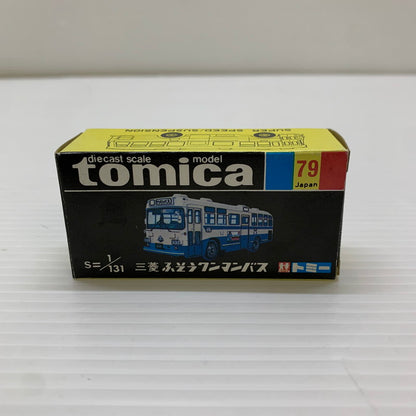 SUPER SPEED/SUSPENSION
diecast scale model
tomica
79
Japan
S=1/131
三菱ふそうワンマンバス
トミー